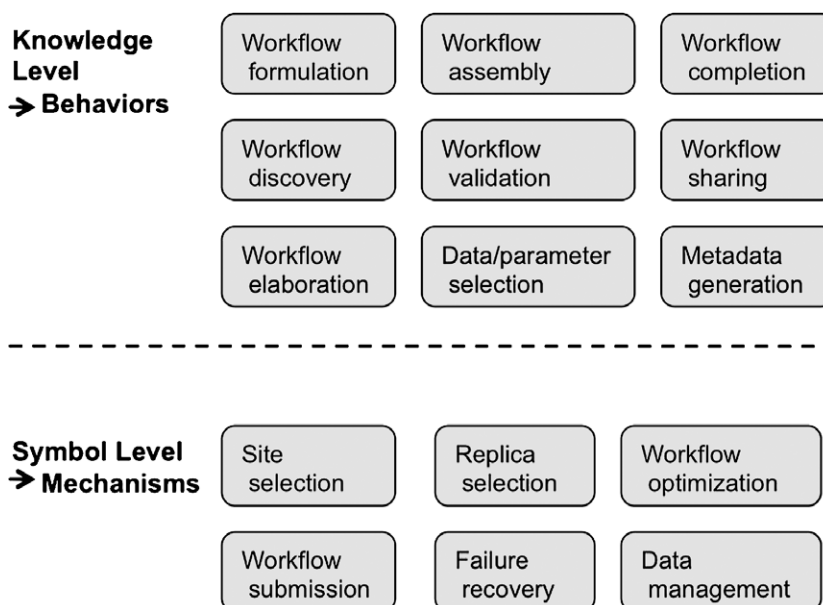 Knowledge
Level
→ Behaviors
Workflow
formulation
Workflow
assembly
Workflow
completion
Workflow
discovery
Workflow
validation
Workflow
sharing
Workflow
elaboration
Data/parameter
selection
Metadata
generation
Symbol Level
→ Mechanisms
Site
selection
Replica
selection
Workflow
optimization
Workflow
submission
Failure
recovery
Data
management